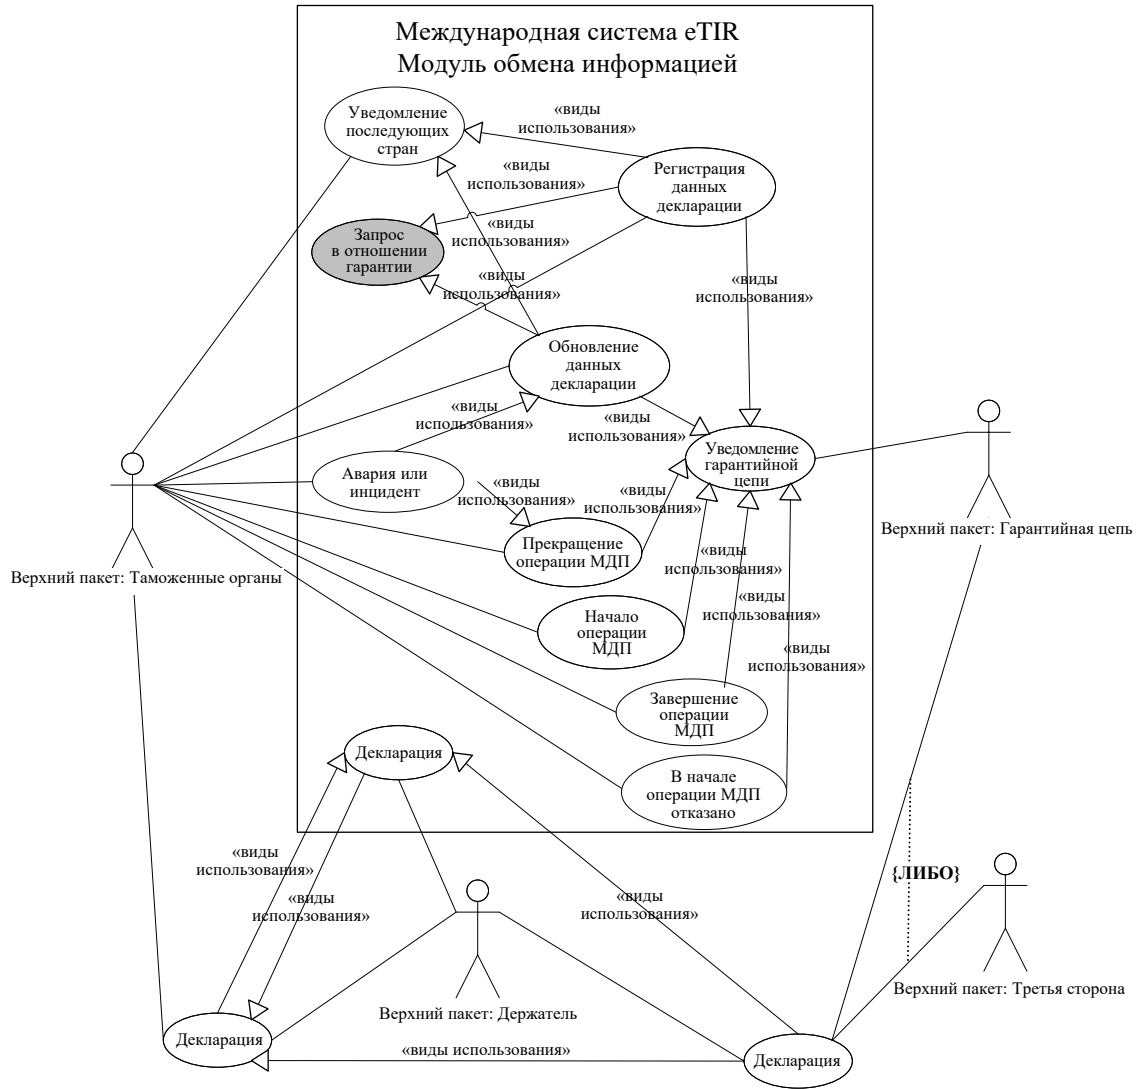 Международная система eTIR
Модуль обмена информацией
Уведомление
последующих
стран
«виды
использования»
«виды
использования»
Регистрация
данных
декларации
Запрос
в отношении
гарантии
«виды
использования»
«виды
использования»
«виды
использования»
Обновление
данных
декларации
«виды
использования»
«виды
использования»
Уведомление
гарантийной
цепи
Авария или
инцидент
«виды
использования»
«виды
использования»
Верхний пакет: Гарантийная цепь
Прекращение
операции МДП
«виды
использования»
Верхний пакет: Таможенные органы
«виды
использования»
Начало
операции
МДП
«виды
использования»
Завершение
операции
МДП
Декларация
В начале
операции МДП
отказано
«виды
использования»
«виды
использования»
«виды
использования»
{ЛИБО}
Верхний пакет: Третья сторона
Верхний пакет: Держатель
Декларация
«виды использования»
Декларация